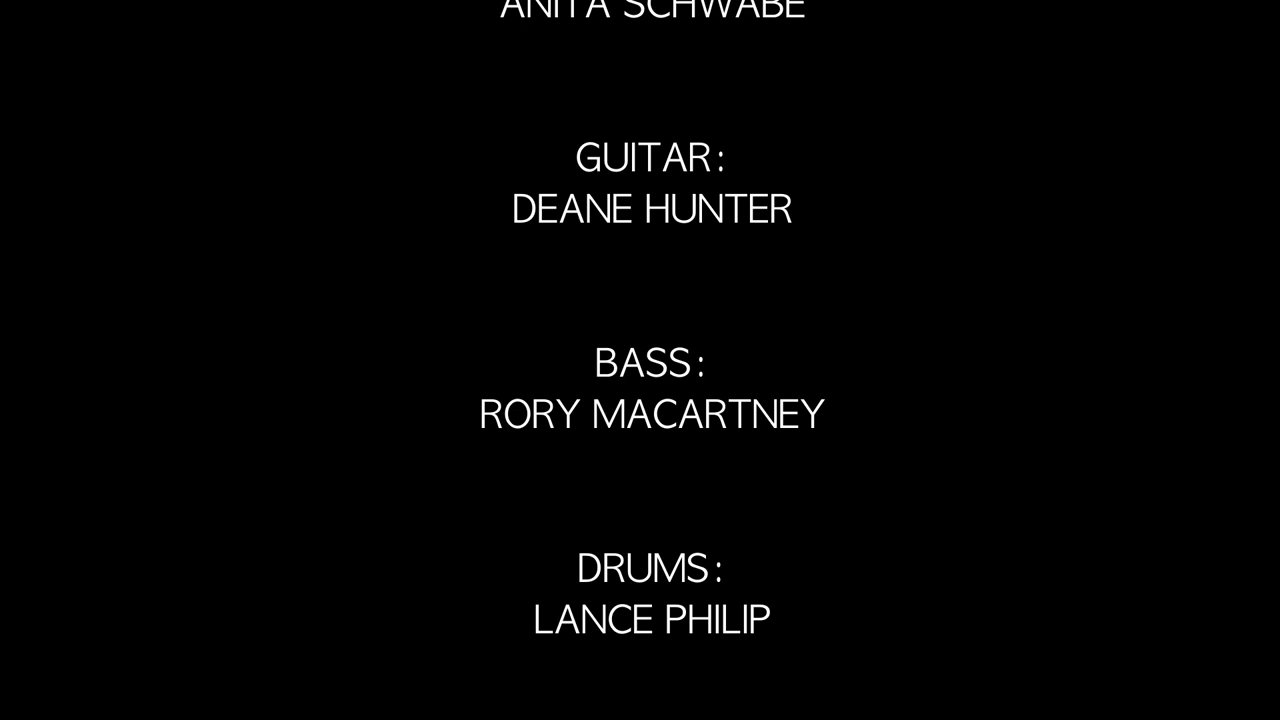 ANITA SCHWABE
GUITAR:
DEANE HUNTER
BASS:
RORY MACARTNEY
DRUMS:
LANCE PHILIP